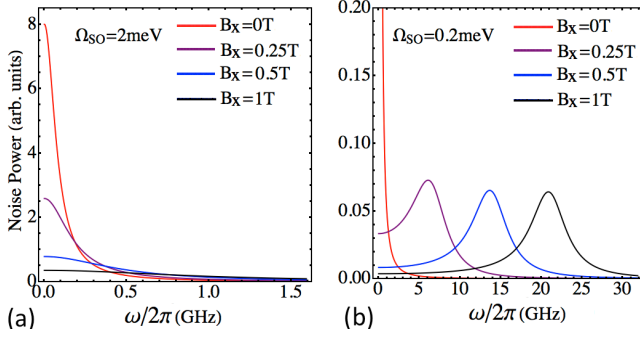 Noise Power (arb. units)
8
6
4
2
0
Ω_SO=2meV
B_X=0T
B_X=0.25T
B_X=0.5T
B_X=1T
0.0 0.5 1.0 1.5
(a) ω/2π (GHz)
0.20
0.15
0.10
0.05
0.00
Ω_SO=0.2meV
B_X=0T
B_X=0.25T
B_X=0.5T
B_X=1T
0 5 10 15 20 25 30
(b) ω/2π (GHz)